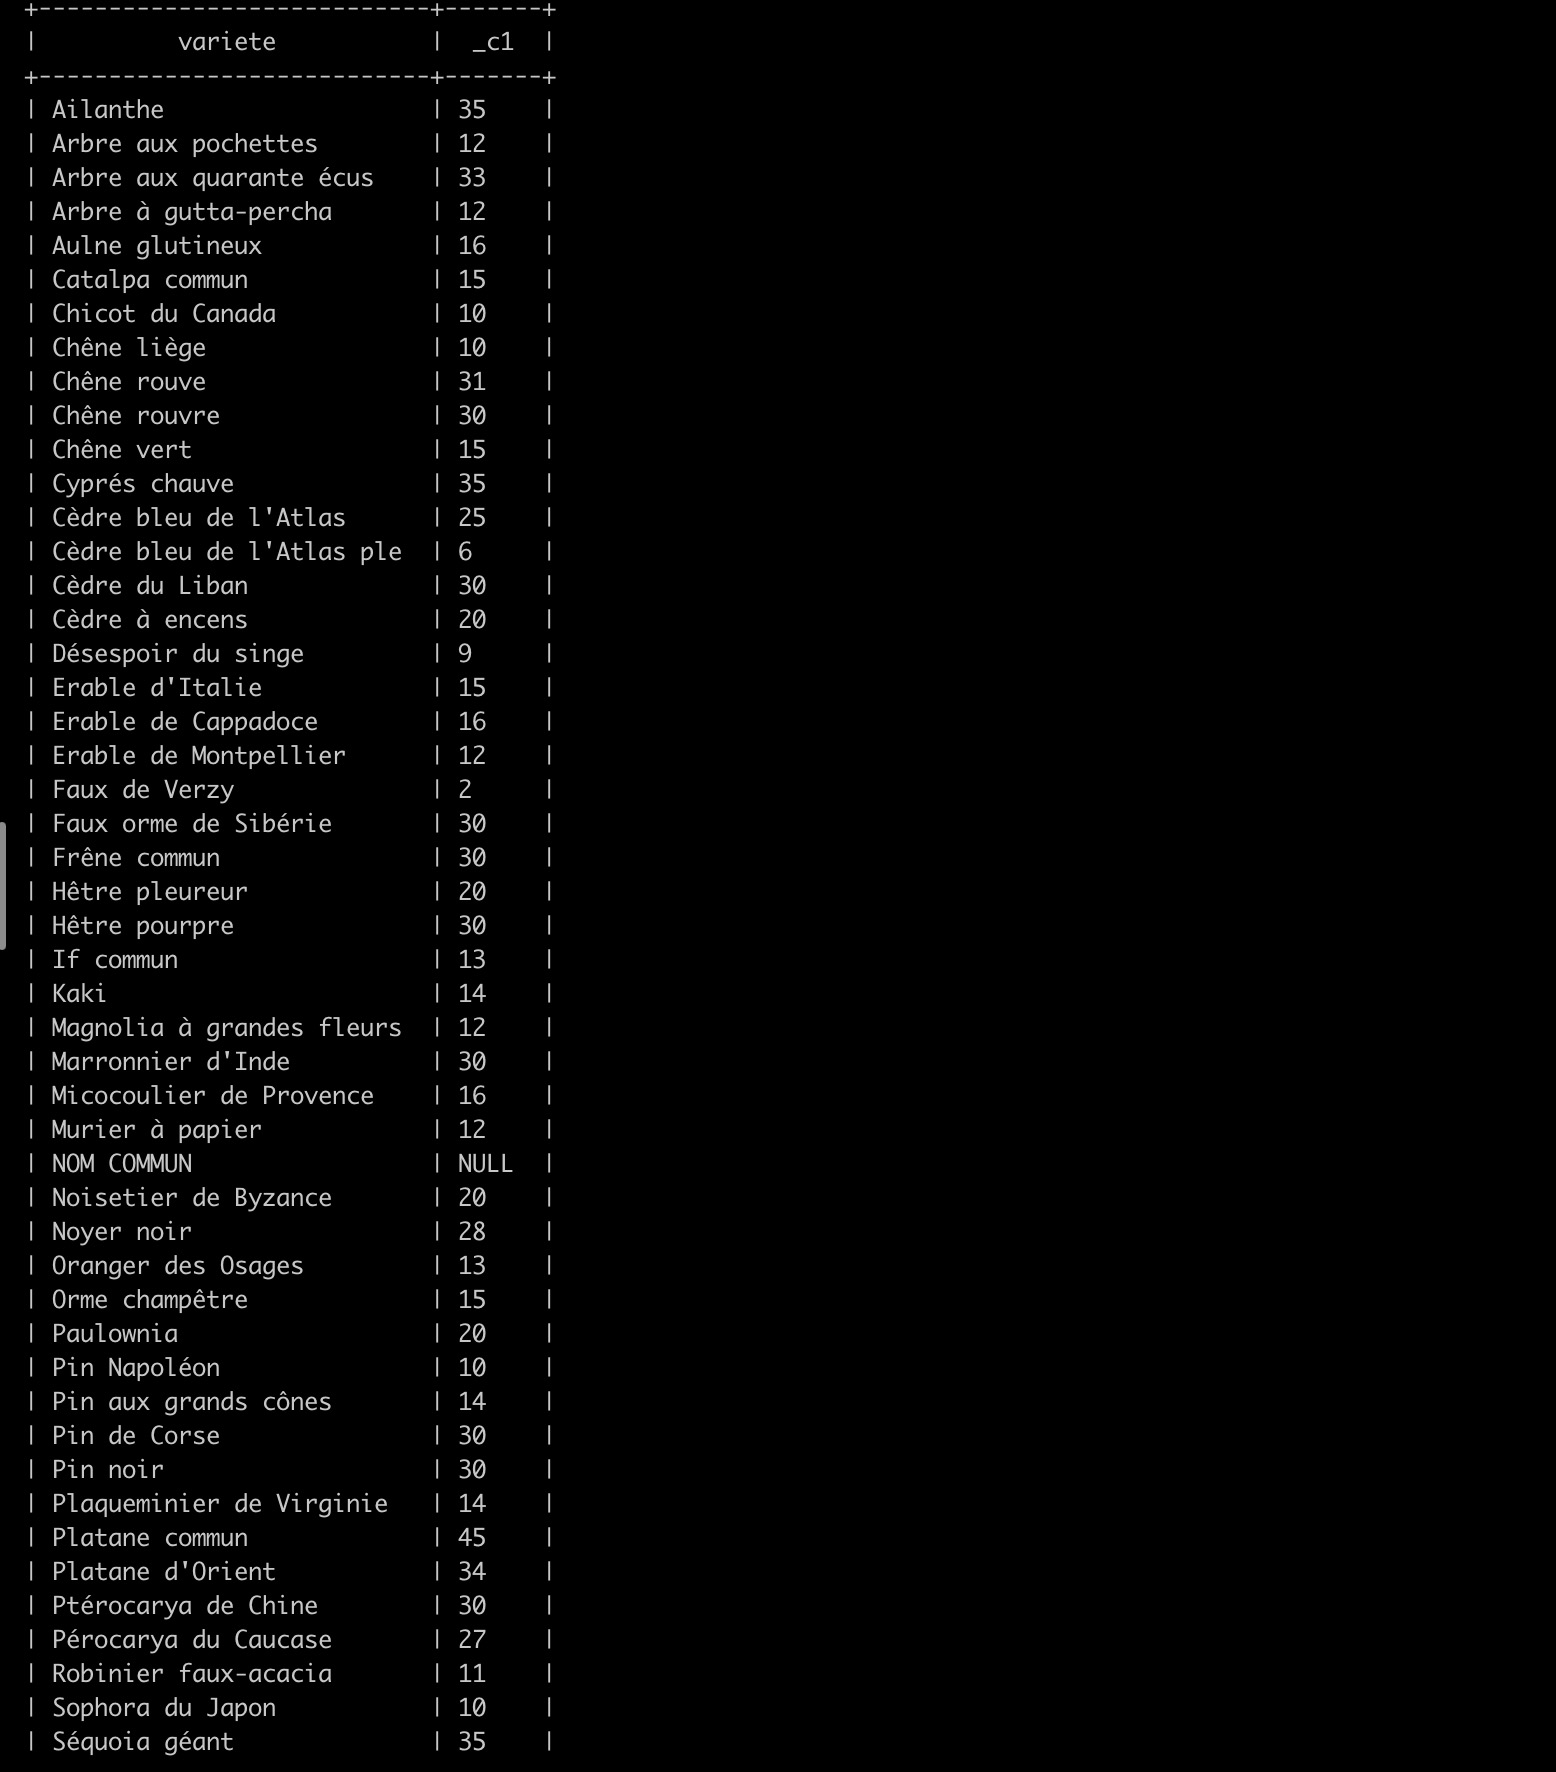 +----------------------------+-------+
|          variete           |  _c1  |
+----------------------------+-------+
| Ailanthe                   | 35    |
| Arbre aux pochettes        | 12    |
| Arbre aux quarante écus    | 33    |
| Arbre à gutta-percha       | 12    |
| Aulne glutineux            | 16    |
| Catalpa commun             | 15    |
| Chicot du Canada           | 10    |
| Chêne liège                | 10    |
| Chêne rouve                | 31    |
| Chêne rouvre               | 30    |
| Chêne vert                 | 15    |
| Cyprés chauve              | 35    |
| Cèdre bleu de l'Atlas      | 25    |
| Cèdre bleu de l'Atlas ple  | 6     |
| Cèdre du Liban             | 30    |
| Cèdre à encens             | 20    |
| Désespoir du singe         | 9     |
| Erable d'Italie            | 15    |
| Erable de Cappadoce        | 16    |
| Erable de Montpellier      | 12    |
| Faux de Verzy              | 2     |
| Faux orme de Sibérie       | 30    |
| Frêne commun               | 30    |
| Hêtre pleureur             | 20    |
| Hêtre pourpre              | 30    |
| If commun                  | 13    |
| Kaki                       | 14    |
| Magnolia à grandes fleurs  | 12    |
| Marronnier d'Inde          | 30    |
| Micocoulier de Provence    | 16    |
| Murier à papier            | 12    |
| NOM COMMUN                 | NULL  |
| Noisetier de Byzance       | 20    |
| Noyer noir                 | 28    |
| Oranger des Osages         | 13    |
| Orme champêtre             | 15    |
| Paulownia                  | 20    |
| Pin Napoléon               | 10    |
| Pin aux grands cônes       | 14    |
| Pin de Corse               | 30    |
| Pin noir                   | 30    |
| Plaqueminier de Virginie   | 14    |
| Platane commun             | 45    |
| Platane d'Orient           | 34    |
| Ptérocarya de Chine        | 30    |
| Pérocarya du Caucase       | 27    |
| Robinier faux-acacia       | 11    |
| Sophora du Japon           | 10    |
| Séquoia géant              | 35    |